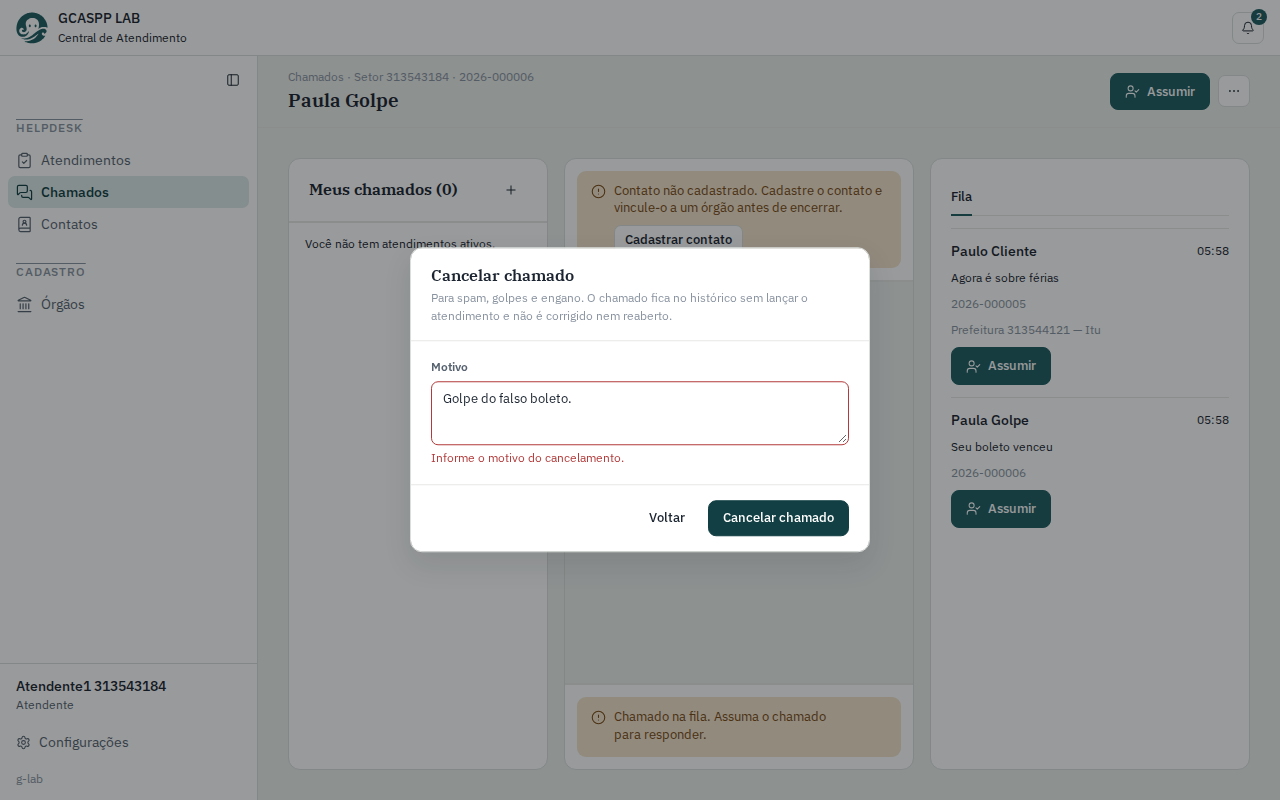 GCASPP LAB
Central de Atendimento
2
HELPDESK
Atendimentos
Chamados
Contatos
CADASTRO
Órgãos
Atendente1 313543184
Atendente
Configurações
g-lab
Chamados · Setor 313543184 · 2026-000006
Paula Golpe
Assumir
Meus chamados (0)
Você não tem atendimentos ativos.
Contato não cadastrado. Cadastre o contato e
vincule-o a um órgão antes de encerrar.
Cadastrar contato
Cancelar chamado
Para spam, golpes e engano. O chamado fica no histórico sem lançar o
atendimento e não é corrigido nem reaberto.
Motivo
Golpe do falso boleto.
Informe o motivo do cancelamento.
Voltar
Cancelar chamado
Chamado na fila. Assuma o chamado
para responder.
Fila
Paulo Cliente 05:58
Agora é sobre férias
2026-000005
Prefeitura 313544121 — Itu
Assumir
Paula Golpe 05:58
Seu boleto venceu
2026-000006
Assumir